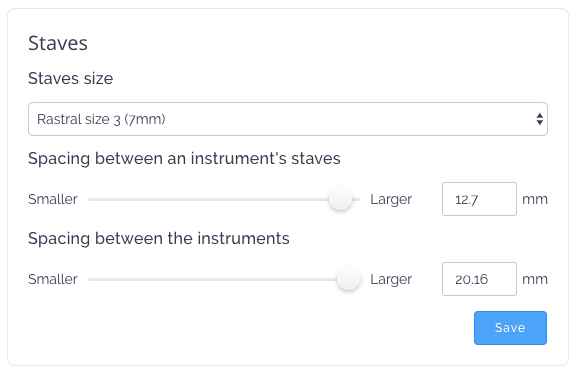 Staves
Staves size
Rastral size 3 (7mm)
Spacing between an instrument's staves
Smaller Larger 12.7 mm
Spacing between the instruments
Smaller Larger 20.16 mm
Save